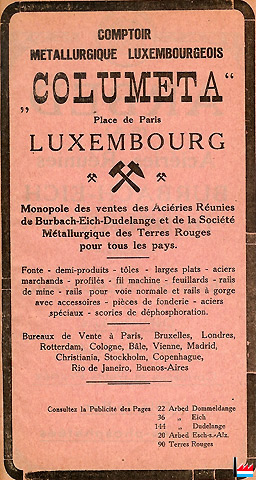 COMPTOIR
METALLURGIQUE LUXEMBOURGEOIS
„COLUMETA“
Place de Paris
LUXEMBOURG
Monopole des ventes des Aciéries Réunies
de Burbach-Eich-Dudelange et de la Société
Métallurgique des Terres Rouges
pour tous les pays.
Fonte - demi-produits - tôles - larges plats - aciers
marchands - profilés - fil machine - feuillards - rails
de mine - rails pour voie normale et rails à gorge
avec accessoires - pièces de fonderie - aciers
spéciaux - scories de déphosphoration.
Bureaux de Vente à Paris, Bruxelles, Londres,
Rotterdam, Cologne, Bâle, Vienne, Madrid,
Christiania, Stockholm, Copenhague,
Rio de Janeiro, Buenos-Aires
Consultez la Publicité des Pages 22 Arbed Dommeldange
36 „ Eich
144 „ Dudelange
20 Arbed Esch-s.-Alz.
90 Terres Rouges